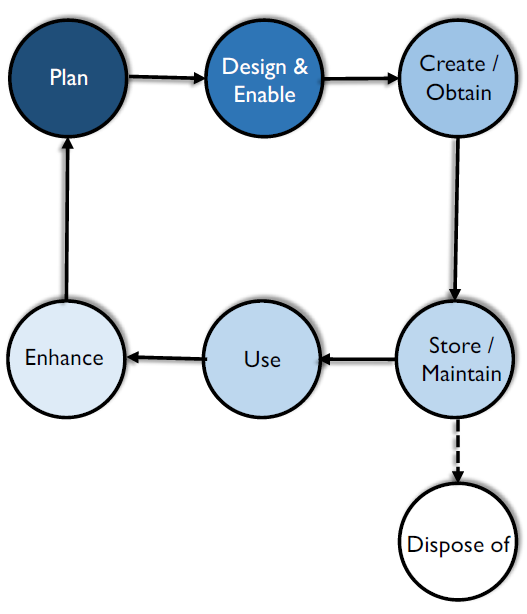 Plan
Design &
Enable
Create /
Obtain
Enhance
Use
Store /
Maintain
Dispose of